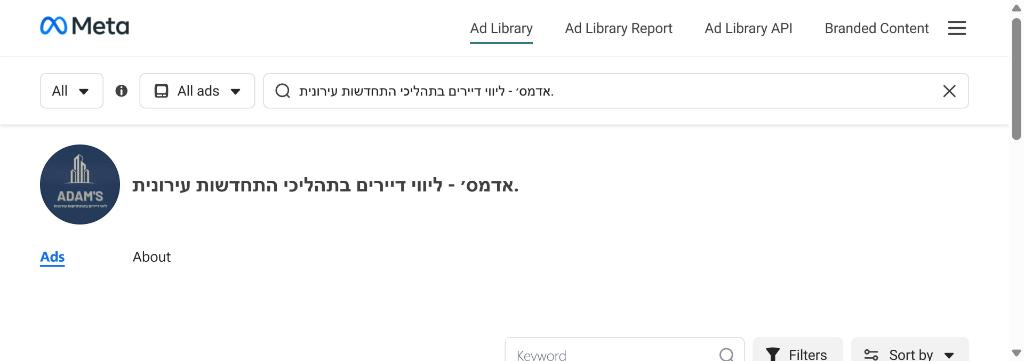 Meta
Ad Library
Ad Library Report
Ad Library API
Branded Content
All
All ads
אדמס׳ - ליווי דיירים בתהליכי התחדשות עירונית.
ADAM'S
אדמס׳ - ליווי דיירים בתהליכי התחדשות עירונית.
Ads
About
Keyword
Filters
Sort by